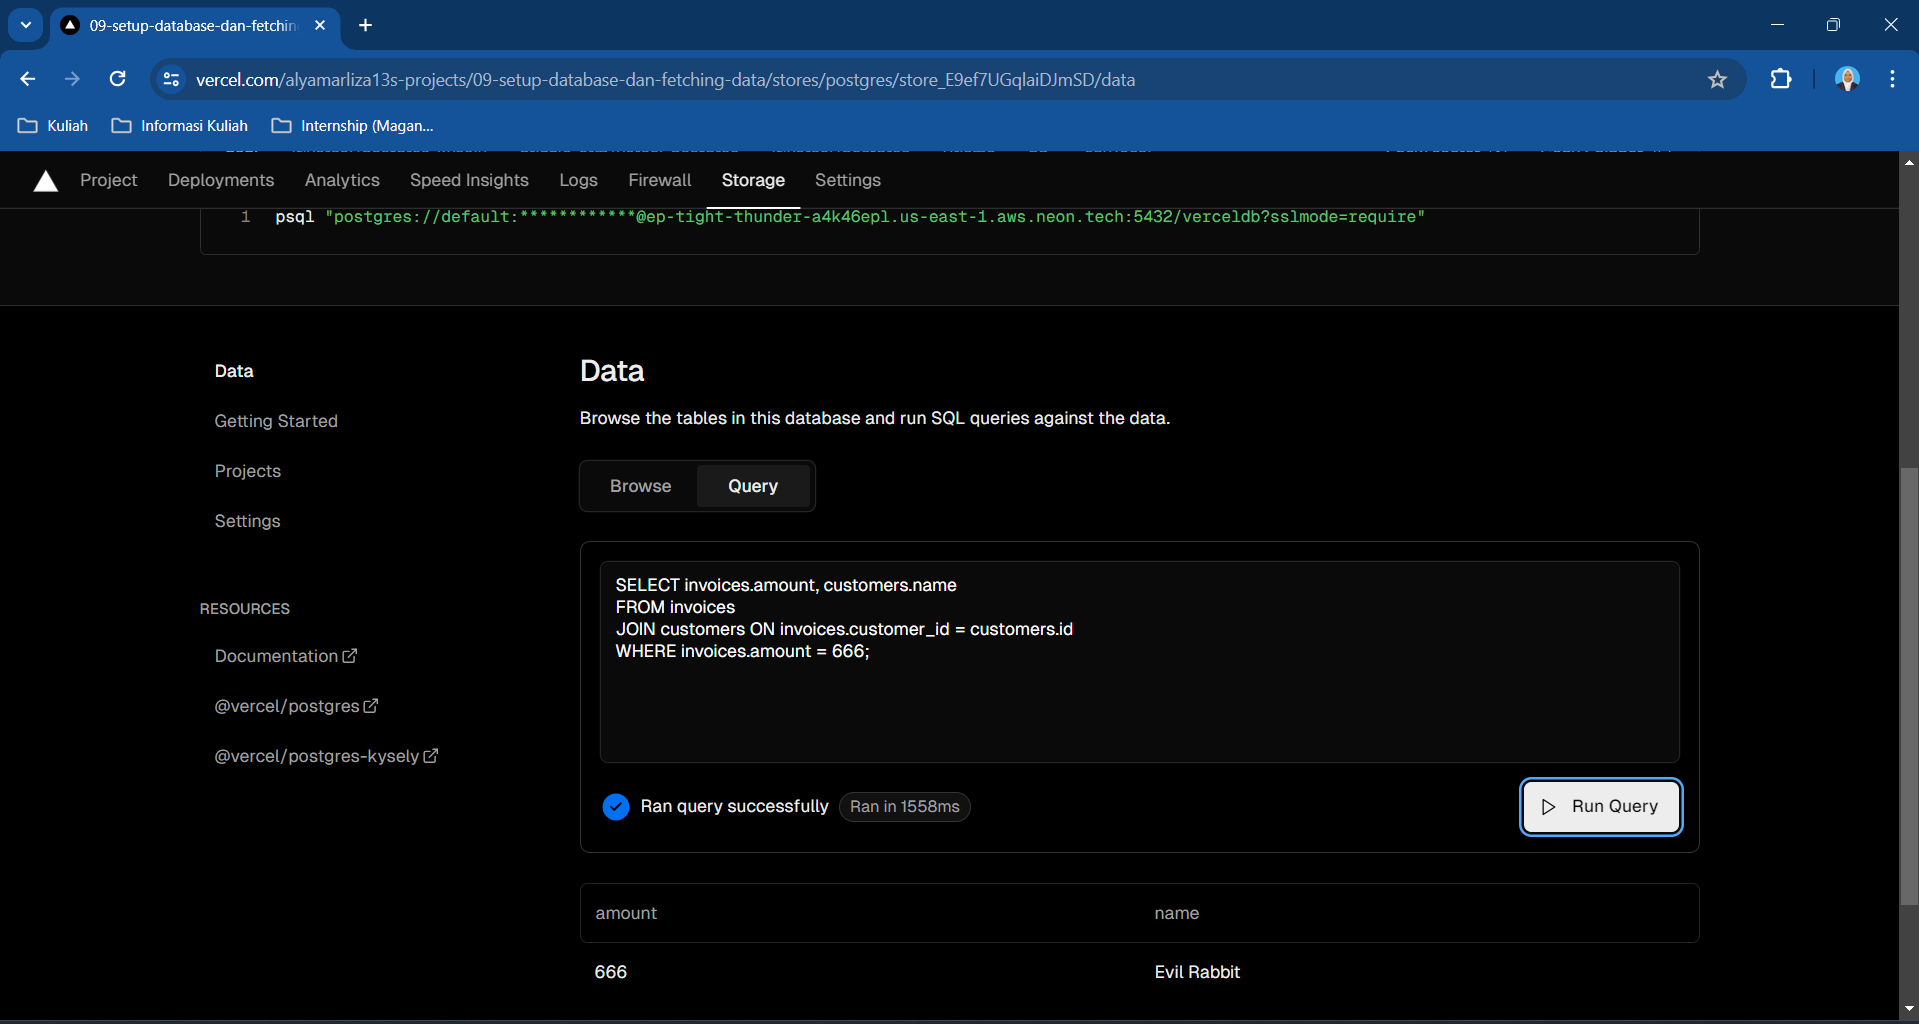 09-setup-database-dan-fetchin
vercel.com/alyamarliza13s-projects/09-setup-database-dan-fetching-data/stores/postgres/store_E9ef7UGqlaiDJmSD/data
Kuliah Informasi Kuliah Internship (Magan...
Project Deployments Analytics Speed Insights Logs Firewall Storage Settings
1 psql "postgres://default:************@ep-tight-thunder-a4k46epl.us-east-1.aws.neon.tech:5432/verceldb?sslmode=require"
Data
Getting Started
Projects
Settings
RESOURCES
Documentation
@vercel/postgres
@vercel/postgres-kysely
Data
Browse the tables in this database and run SQL queries against the data.
Browse Query
SELECT invoices.amount, customers.name
FROM invoices
JOIN customers ON invoices.customer_id = customers.id
WHERE invoices.amount = 666;
Ran query successfully Ran in 1558ms
Run Query
amount name
666 Evil Rabbit